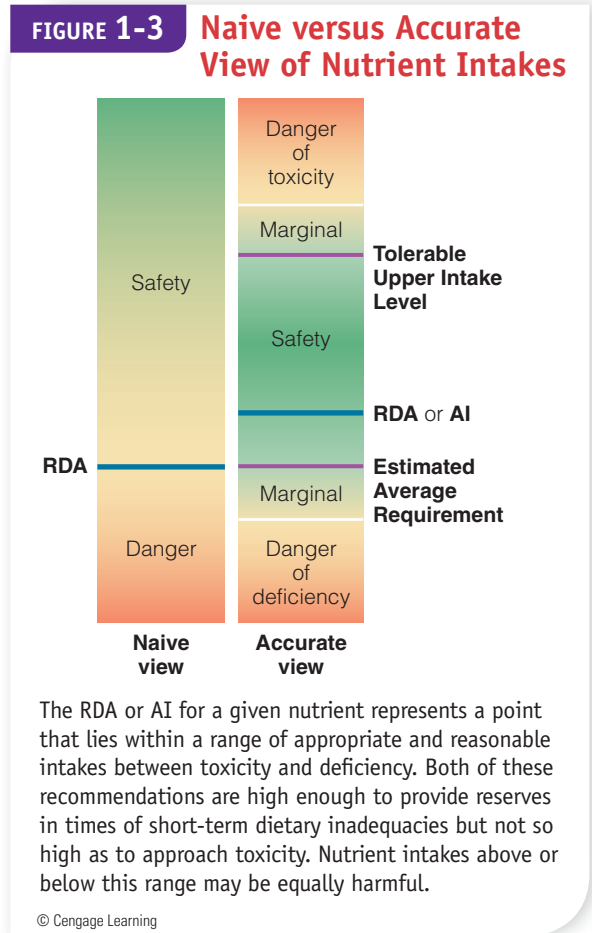 FIGURE 1-3 Naive versus Accurate
View of Nutrient Intakes
Safety
RDA
Danger
Naive
view
Danger
of
toxicity
Marginal
Tolerable
Upper Intake
Level
Safety
RDA or AI
Estimated
Average
Requirement
Marginal
Danger
of
deficiency
Accurate
view
The RDA or AI for a given nutrient represents a point
that lies within a range of appropriate and reasonable
intakes between toxicity and deficiency. Both of these
recommendations are high enough to provide reserves
in times of short-term dietary inadequacies but not so
high as to approach toxicity. Nutrient intakes above or
below this range may be equally harmful.
© Cengage Learning